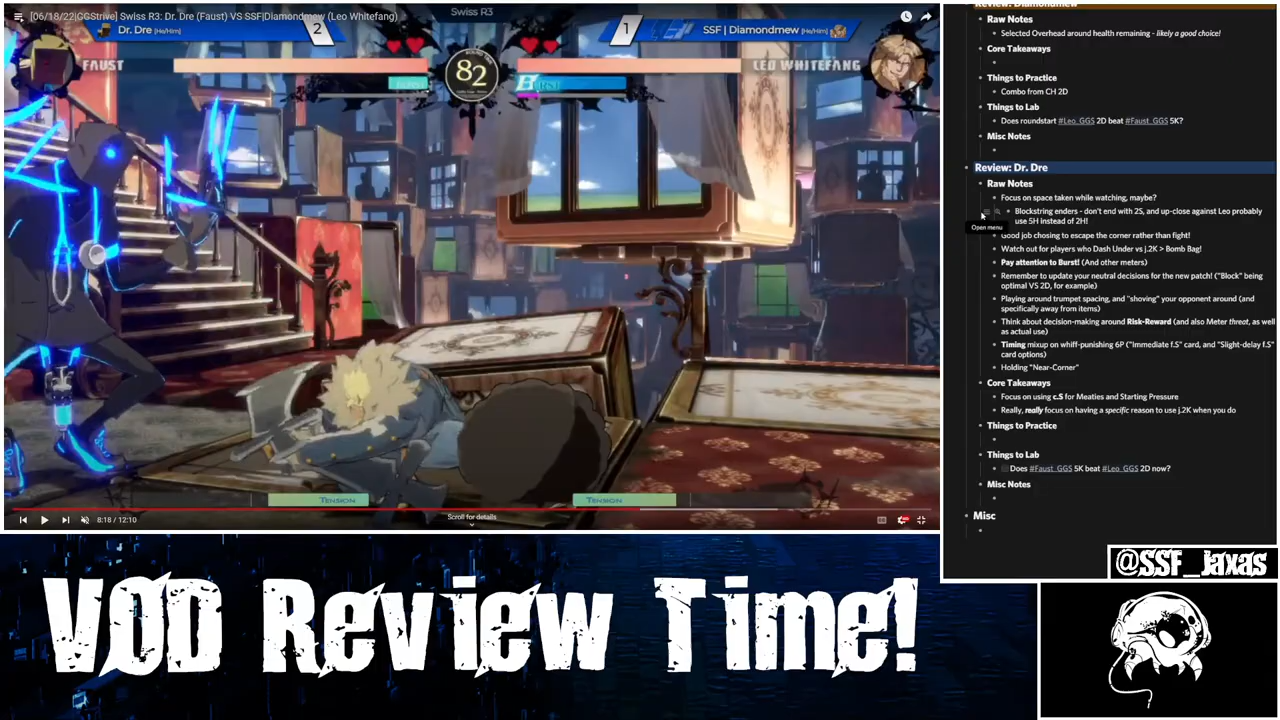 [06/18/22|CGStrive] Swiss R3: Dr. Dre (Faust) VS SSF|Diamondmew (Leo Whitefang)
Swiss R3
Dr. Dre [He/Him]
2
1
SSF | Diamondmew [He/Him]
FAUST
82
LEO WHITEFANG
BURST
TENSION
TENSION
8:18 / 12:10
Scroll for details
Review: Diamondmew
Raw Notes
Selected Overhead around health remaining - likely a good choice!
Core Takeaways
Things to Practice
Combo from CH 2D
Things to Lab
Does roundstart #Leo_GGS 2D beat #Faust_GGS 5K?
Misc Notes
Review: Dr. Dre
Raw Notes
Focus on space taken while watching, maybe?
Blockstring enders - don't end with 2S, and up-close against Leo probably
use 5H instead of 2H!
Open menu
Good job chosing to escape the corner rather than fight!
Watch out for players who Dash Under vs j.2K > Bomb Bag!
Pay attention to Burst! (And other meters)
Remember to update your neutral decisions for the new patch! ("Block" being
optimal VS 2D, for example)
Playing around trumpet spacing, and "shoving" your opponent around (and
specifically away from items)
Think about decision-making around Risk-Reward (and also Meter threat, as well
as actual use)
Timing mixup on whiff-punishing 6P ("Immediate f.S" card, and "Slight-delay f.S"
card options)
Holding "Near-Corner"
Core Takeaways
Focus on using c.S for Meaties and Starting Pressure
Really, really focus on having a specific reason to use j.2K when you do
Things to Practice
Things to Lab
Does #Faust_GGS 5K beat #Leo_GGS 2D now?
Misc Notes
Misc
@SSF_Jaxas
VOD Review Time!